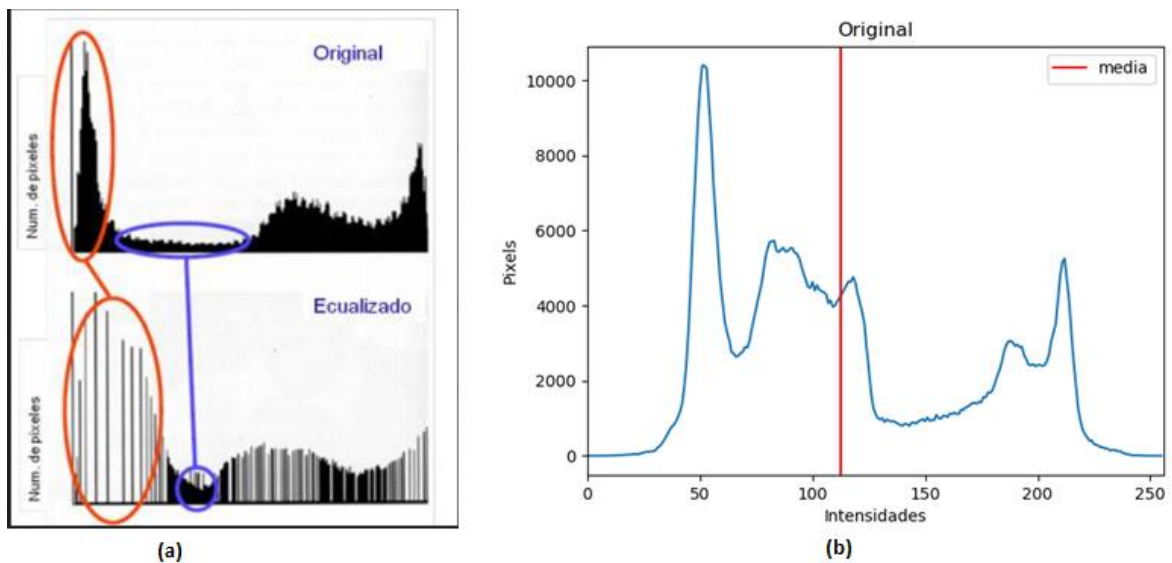 Original
Num. de pixeles
Ecualizado
Num. de pixeles
(a)
Original
media
10000
8000
6000
4000
2000
0
Pixels
0 50 100 150 200 250
Intensidades
(b)